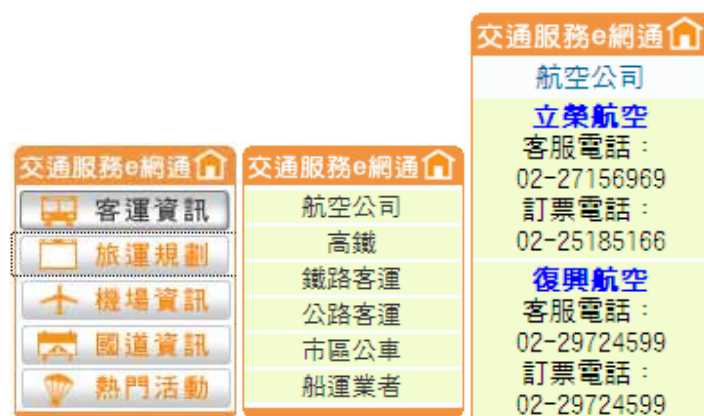 交通服務e網通
客運資訊
旅運規劃
機場資訊
國道資訊
熱門活動
交通服務e網通
航空公司
高鐵
鐵路客運
公路客運
市區公車
船運業者
交通服務e網通
航空公司
立榮航空
客服電話：
02-27156969
訂票電話：
02-25185166
復興航空
客服電話：
02-29724599
訂票電話：
02-29724599